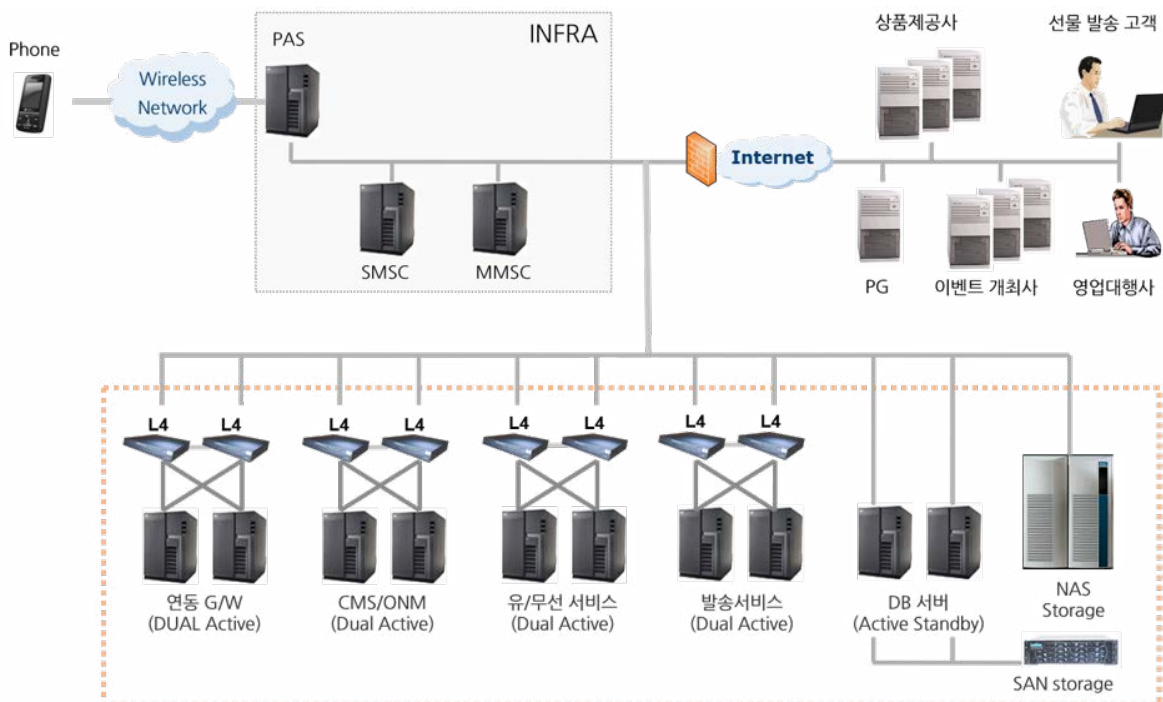 INFRA
상품제공사
선물 발송 고객
Phone
PAS
Wireless
Network
Internet
SMSC
MMSC
PG
이벤트 개최사
영업대행사
L4
L4
L4
L4
L4
L4
L4
L4
연동 G/W
(DUAL Active)
CMS/ONM
(Dual Active)
유/무선 서비스
(Dual Active)
발송서비스
(Dual Active)
DB 서버
(Active Standby)
NAS
Storage
SAN storage